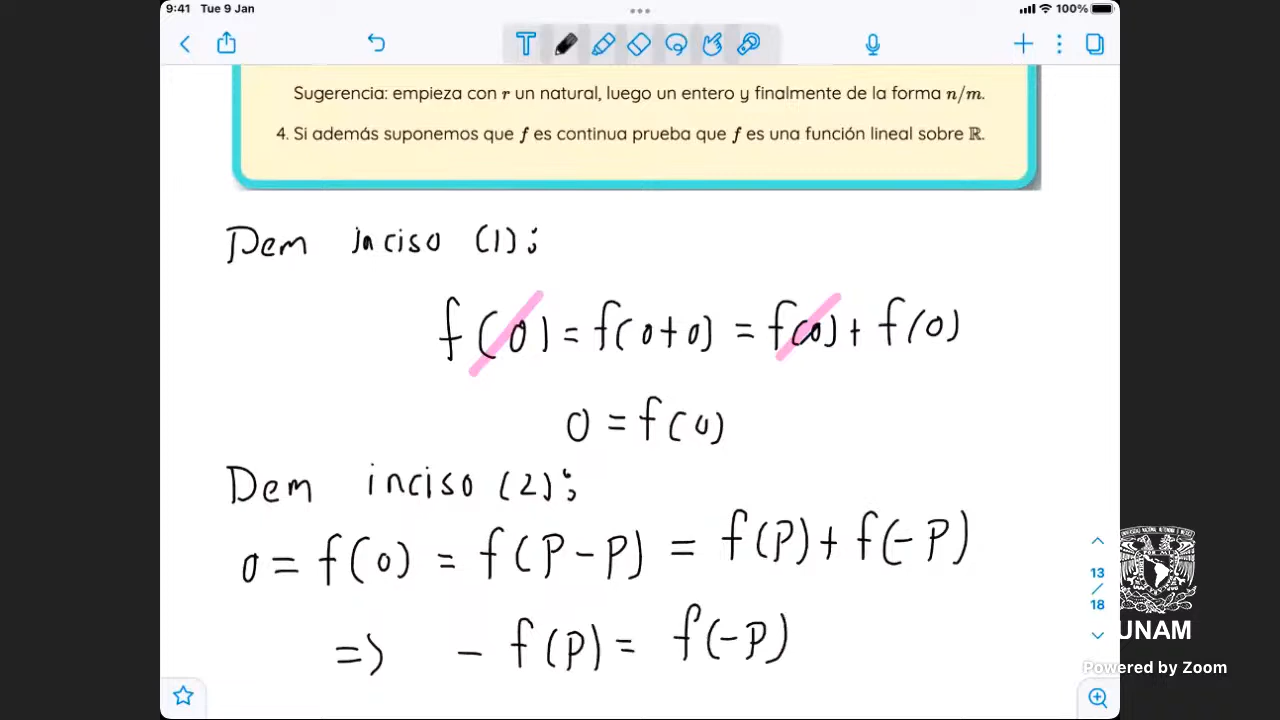 9:41 Tue 9 Jan
100%
Sugerencia: empieza con r un natural, luego un entero y finalmente de la forma n/m.
4. Si además suponemos que f es continua prueba que f es una función lineal sobre ℝ.
Dem inciso (1):
f(0) = f(0+0) = f(0) + f(0)
0 = f(0)
Dem inciso (2):
0 = f(0) = f(P-P) = f(P) + f(-P)
=> - f(P) = f(-P)
13
/
18
UNAM
Powered by Zoom